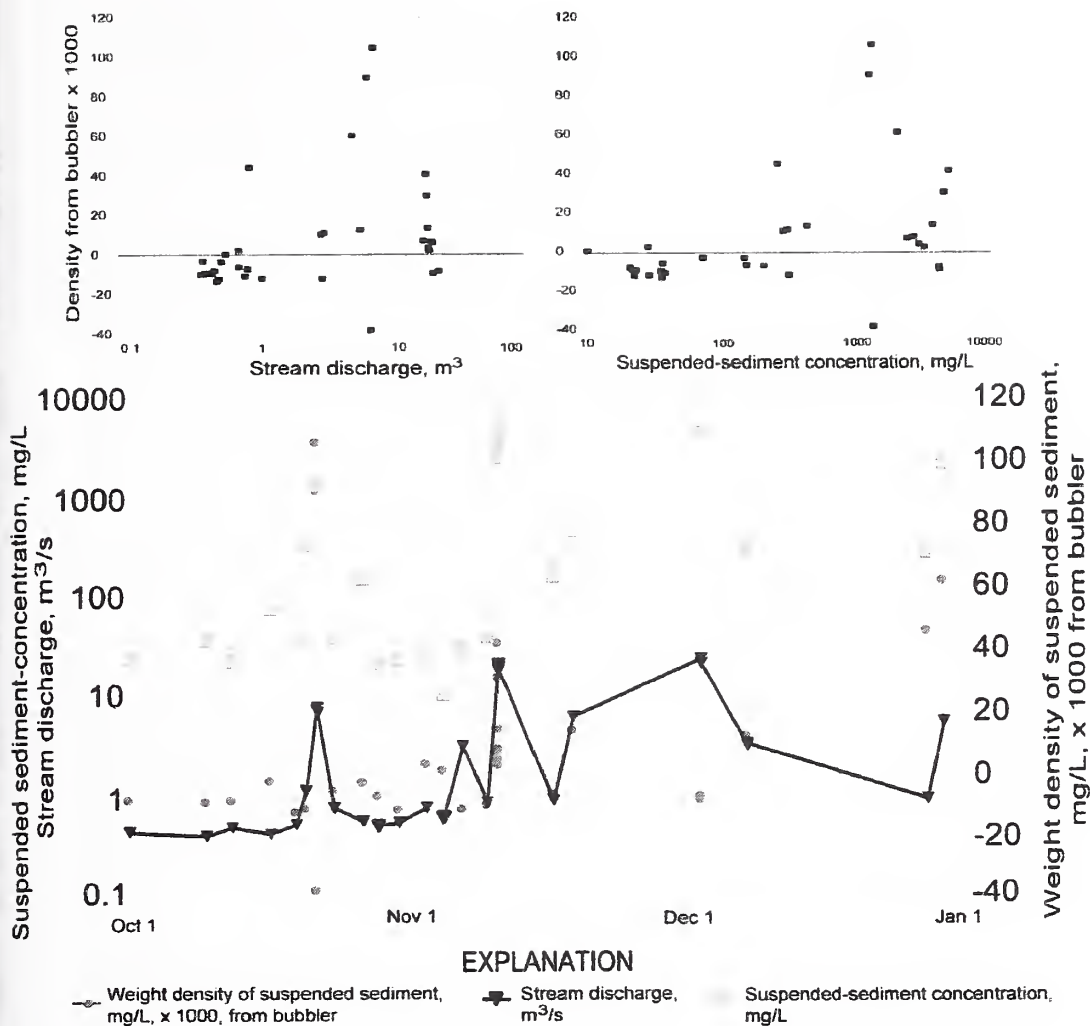 120
100
80
60
40
20
0
-20
-40
Density from bubbler x 1000
0 1
1
10
100
Stream discharge, m³
120
100
80
60
40
20
0
-20
-40
10
100
1000
10000
Suspended-sediment concentration, mg/L
Suspended sediment-concentration, mg/L
Stream discharge, m³/s
10000
1000
100
10
1
0.1
Oct 1
Nov 1
Dec 1
Jan 1
120
100
80
60
40
20
0
-20
-40
Weight density of suspended sediment,
mg/L, x 1000 from bubbler
EXPLANATION
Weight density of suspended sediment,
mg/L, x 1000, from bubbler
Stream discharge,
m³/s
Suspended-sediment concentration,
mg/L